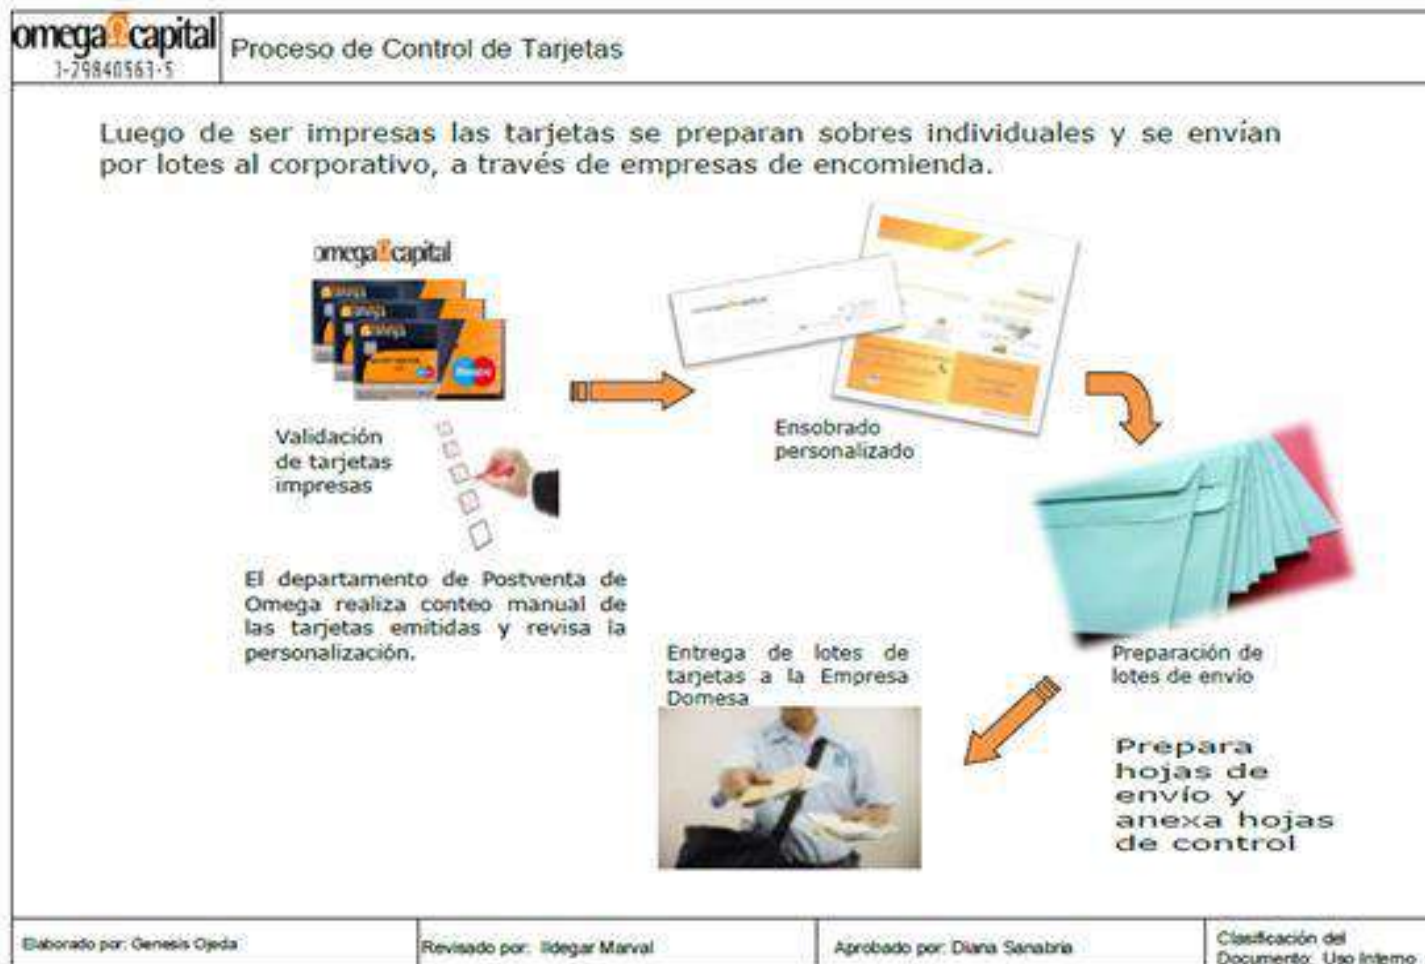 omega capital
J-29840563-5
Proceso de Control de Tarjetas
Luego de ser impresas las tarjetas se preparan sobres individuales y se envían
por lotes al corporativo, a través de empresas de encomienda.
omega capital
Validación
de tarjetas
impresas
Ensobrado
personalizado
El departamento de Postventa de
Omega realiza conteo manual de
las tarjetas emitidas y revisa la
personalización.
Entrega de lotes de
tarjetas a la Empresa
Domesa
Preparación de
lotes de envío
Prepara
hojas de
envío y
anexa hojas
de control
Elaborado por: Genesis Ojeda
Revisado por: Ildegar Marval
Aprobado por: Diana Sanabria
Clasificación del
Documento: Uso Interno